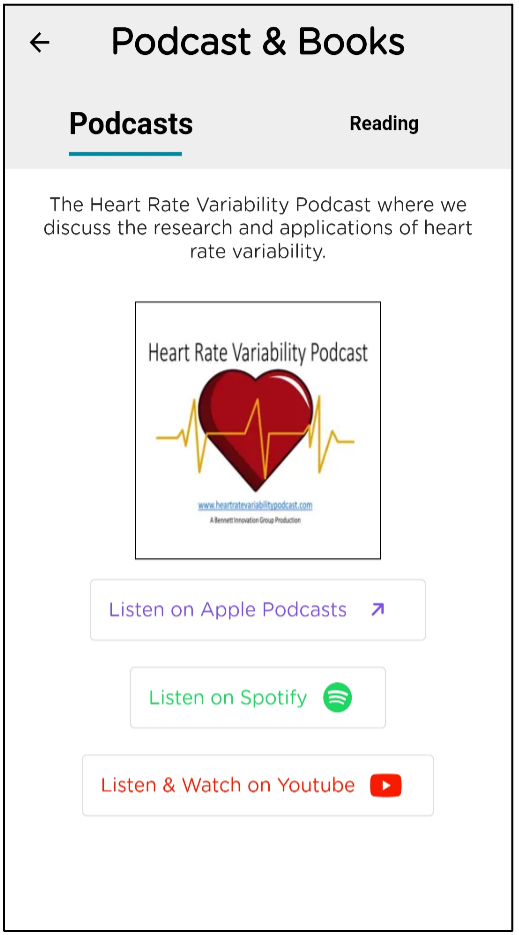 Podcast & Books
Podcasts
Reading
The Heart Rate Variability Podcast where we
discuss the research and applications of heart
rate variability.
Heart Rate Variability Podcast
www.heartratevariabilitypodcast.com
A Bennett Innovation Group Production
Listen on Apple Podcasts
Listen on Spotify
Listen & Watch on Youtube